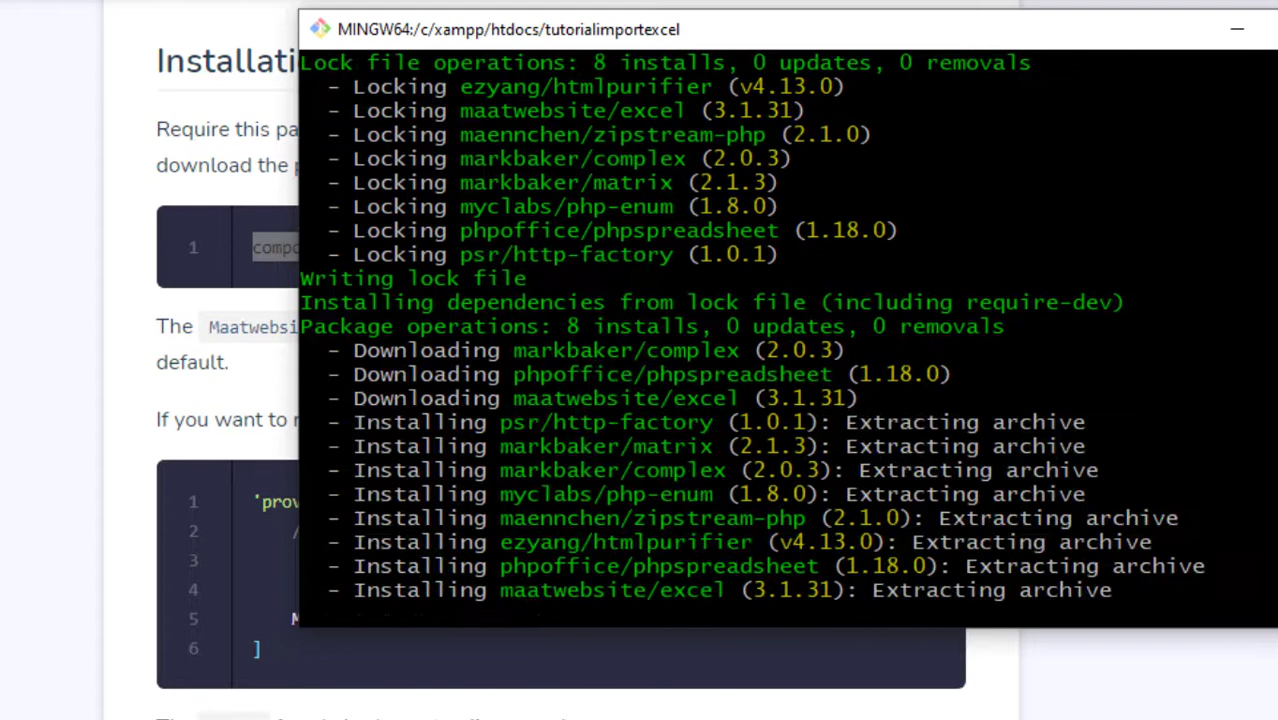 MINGW64:/c/xampp/htdocs/tutorialimportexcel
Lock file operations: 8 installs, 0 updates, 0 removals
- Locking ezyang/htmlpurifier (v4.13.0)
- Locking maatwebsite/excel (3.1.31)
- Locking maennchen/zipstream-php (2.1.0)
- Locking markbaker/complex (2.0.3)
- Locking markbaker/matrix (2.1.3)
- Locking myclabs/php-enum (1.8.0)
- Locking phpoffice/phpspreadsheet (1.18.0)
- Locking psr/http-factory (1.0.1)
Writing lock file
Installing dependencies from lock file (including require-dev)
Package operations: 8 installs, 0 updates, 0 removals
- Downloading markbaker/complex (2.0.3)
- Downloading phpoffice/phpspreadsheet (1.18.0)
- Downloading maatwebsite/excel (3.1.31)
- Installing psr/http-factory (1.0.1): Extracting archive
- Installing markbaker/matrix (2.1.3): Extracting archive
- Installing markbaker/complex (2.0.3): Extracting archive
- Installing myclabs/php-enum (1.8.0): Extracting archive
- Installing maennchen/zipstream-php (2.1.0): Extracting archive
- Installing ezyang/htmlpurifier (v4.13.0): Extracting archive
- Installing phpoffice/phpspreadsheet (1.18.0): Extracting archive
- Installing maatwebsite/excel (3.1.31): Extracting archive
Installati
Require this pa
download the
1 compo
The Maatwebsi
default.
If you want to
1 'prov
2 /
3
4
5 M
6 ]